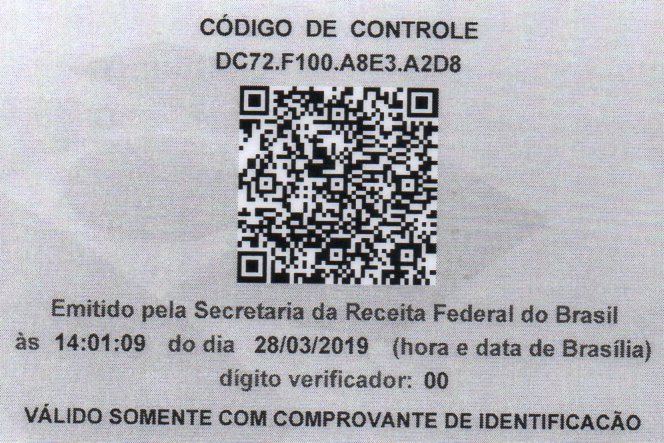 CÓDIGO DE CONTROLE
DC72.F100.A8E3.A2D8
Emitido pela Secretaria da Receita Federal do Brasil
às 14:01:09 do dia 28/03/2019 (hora e data de Brasília)
dígito verificador: 00
VÁLIDO SOMENTE COM COMPROVANTE DE IDENTIFICACÃO